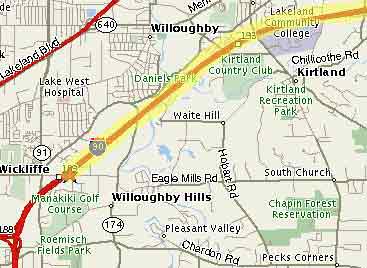 Men
640
Willoughby
Lakeland
Community
College
193
Lakeland Blvd
Chillicothe Rd
Kirtland
Country Club
Kirtland
Daniels Park
Lake West
Hospital
Kirtland
Recreation
Park
Waite Hill
90
91
Wickliffe
Hobart Rd
Eagle Mills Rd
South Church
Manakiki Golf
Course
Willoughby Hills
Chapin Forest
Reservation
174
Pleasant Valley
188
Roemisch
Fields Park
Chardon Rd
Pecks Corners